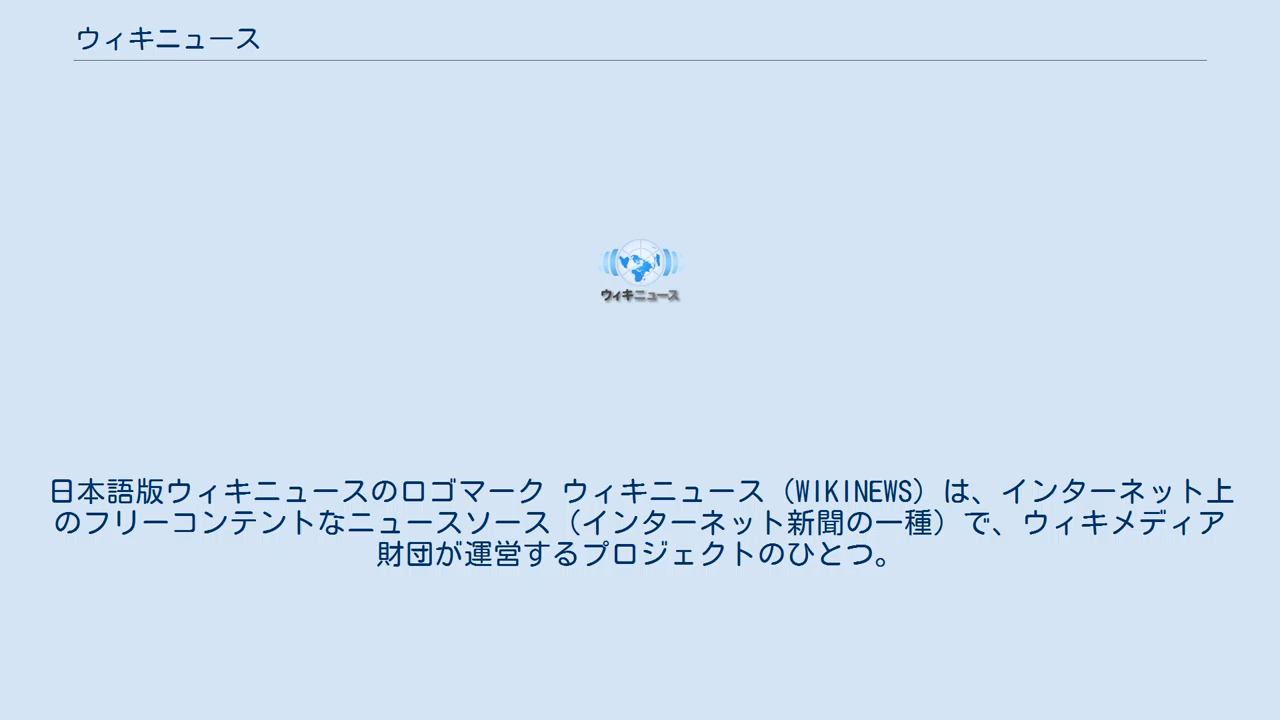 ウィキニュース
ウィキニュース
日本語版ウィキニュースのロゴマーク ウィキニュース（WIKINEWS）は、インターネット上
のフリーコンテントなニュースソース（インターネット新聞の一種）で、ウィキメディア
財団が運営するプロジェクトのひとつ。